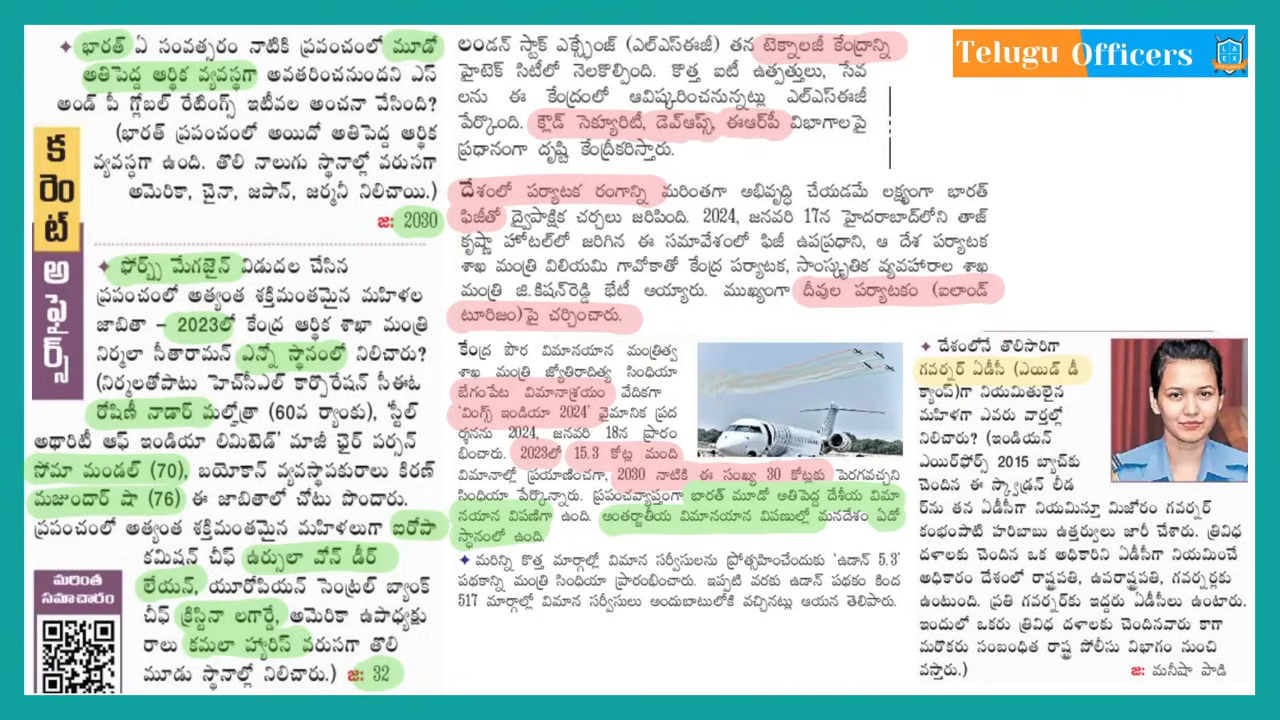 కరెంట్ అఫైర్స్
✦ భారత్ ఏ సంవత్సరం నాటికి ప్రపంచంలో మూడో
అతిపెద్ద ఆర్థిక వ్యవస్థగా అవతరించనుందని ఎస్
అండ్ పీ గ్లోబల్ రేటింగ్స్ ఇటీవల అంచనా వేసింది?
(భారత్ ప్రపంచంలో అయిదో అతిపెద్ద ఆర్థిక
వ్యవస్థగా ఉంది. తొలి నాలుగు స్థానాల్లో వరుసగా
అమెరికా, చైనా, జపాన్, జర్మనీ నిలిచాయి.)
జ: 2030
✦ ఫోర్బ్స్ మేగజైన్ విడుదల చేసిన
ప్రపంచంలో అత్యంత శక్తిమంతమైన మహిళల
జాబితా – 2023లో కేంద్ర ఆర్థిక శాఖా మంత్రి
నిర్మలా సీతారామన్ ఎన్నో స్థానంలో నిలిచారు?
(నిర్మలతోపాటు హెచ్‌సీఎల్ కార్పొరేషన్ సీఈఓ
రోషిణీ నాడార్ మల్హోత్రా (60వ ర్యాంకు), స్టీల్
అథారిటీ ఆఫ్ ఇండియా లిమిటెడ్' మాజీ ఛైర్ పర్సన్
సోమా మండల్ (70), బయోకాన్ వ్యవస్థాపకురాలు కిరణ్
మజుందార్ షా (76) ఈ జాబితాలో చోటు పొందారు.
ప్రపంచంలో అత్యంత శక్తిమంతమైన మహిళలుగా ఐరోపా
కమిషన్ చీఫ్ ఉర్సులా వోన్ డీర్
లేయన్, యూరోపియన్ సెంట్రల్ బ్యాంక్
చీఫ్ క్రిస్టినా లగార్డే, అమెరికా ఉపాధ్యక్షు
రాలు కమలా హ్యారిస్ వరుసగా తొలి
మూడు స్థానాల్లో నిలిచారు.) జ: 32
మరింత
సమాచారం
లండన్ స్టాక్ ఎక్స్ఛేంజ్ (ఎల్ఎస్ఈజీ) తన టెక్నాలజీ కేంద్రాన్ని
హైటెక్ సిటీలో నెలకొల్పింది. కొత్త ఐటీ ఉత్పత్తులు, సేవ
లను ఈ కేంద్రంలో ఆవిష్కరించనున్నట్లు ఎల్ఎస్ఈజీ
పేర్కొంది. క్లౌడ్ సెక్యూరిటీ, డెవ్ఆప్స్, ఈఆర్‌పీ విభాగాలపై
ప్రధానంగా దృష్టి కేంద్రీకరిస్తారు.
దేశంలో పర్యాటక రంగాన్ని మరింతగా అభివృద్ధి చేయడమే లక్ష్యంగా భారత్
ఫిజీతో ద్వైపాక్షిక చర్చలు జరిపింది. 2024, జనవరి 17న హైదరాబాద్‌లోని తాజ్
కృష్ణా హోటల్‌లో జరిగిన ఈ సమావేశంలో ఫిజీ ఉపప్రధాని, ఆ దేశ పర్యాటక
శాఖ మంత్రి విలియమి గావోకాతో కేంద్ర పర్యాటక, సాంస్కృతిక వ్యవహారాల శాఖ
మంత్రి జి.కిషన్‌రెడ్డి భేటీ అయ్యారు. ముఖ్యంగా దీవుల పర్యాటకం (ఐలాండ్
టూరిజం)పై చర్చించారు.
కేంద్ర పౌర విమానయాన మంత్రిత్వ
శాఖ మంత్రి జ్యోతిరాదిత్య సింధియా
బేగంపేట విమానాశ్రయం వేదికగా
'వింగ్స్ ఇండియా 2024' వైమానిక ప్రద
ర్శనను 2024, జనవరి 18న ప్రారం
భించారు. 2023లో 15.3 కోట్ల మంది
విమానాల్లో ప్రయాణించగా, 2030 నాటికి ఈ సంఖ్య 30 కోట్లకు పెరగవచ్చని
సింధియా పేర్కొన్నారు. ప్రపంచవ్యాప్తంగా భారత్ మూడో అతిపెద్ద దేశీయ విమా
నయాన విపణిగా ఉంది. అంతర్జాతీయ విమానయాన విపణుల్లో మనదేశం ఏడో
స్థానంలో ఉంది.
✦ మరిన్ని కొత్త మార్గాల్లో విమాన సర్వీసులను ప్రోత్సహించేందుకు 'ఉడాన్ 5.3'
పథకాన్ని మంత్రి సింధియా ప్రారంభించారు. ఇప్పటి వరకు ఉడాన్ పథకం కింద
517 మార్గాల్లో విమాన సర్వీసులు అందుబాటులోకి వచ్చినట్లు ఆయన తెలిపారు.
Telugu Officers
✦ దేశంలోనే తొలిసారిగా
గవర్నర్ ఏడీసీ (ఎయిడ్ డీ
క్యాంప్)గా నియమితులైన
మహిళగా ఎవరు వార్తల్లో
నిలిచారు? (ఇండియన్
ఎయిర్‌ఫోర్స్ 2015 బ్యాచ్‌కు
చెందిన ఈ స్క్వాడ్రన్ లీడ
ర్‌ను తన ఏడీసీగా నియమిస్తూ మిజోరం గవర్నర్
కంభంపాటి హరిబాబు ఉత్తర్వులు జారీ చేశారు. త్రివిధ
దళాలకు చెందిన ఒక అధికారిని ఏడీసీగా నియమించే
అధికారం దేశంలో రాష్ట్రపతి, ఉపరాష్ట్రపతి, గవర్నర్లకు
ఉంటుంది. ప్రతి గవర్నర్‌కు ఇద్దరు ఏడీసీలు ఉంటారు.
ఇందులో ఒకరు త్రివిధ దళాలకు చెందినవారు కాగా
మరొకరు సంబంధిత రాష్ట్ర పోలీసు విభాగం నుంచి
వస్తారు.) జ: మనీషా పాడి